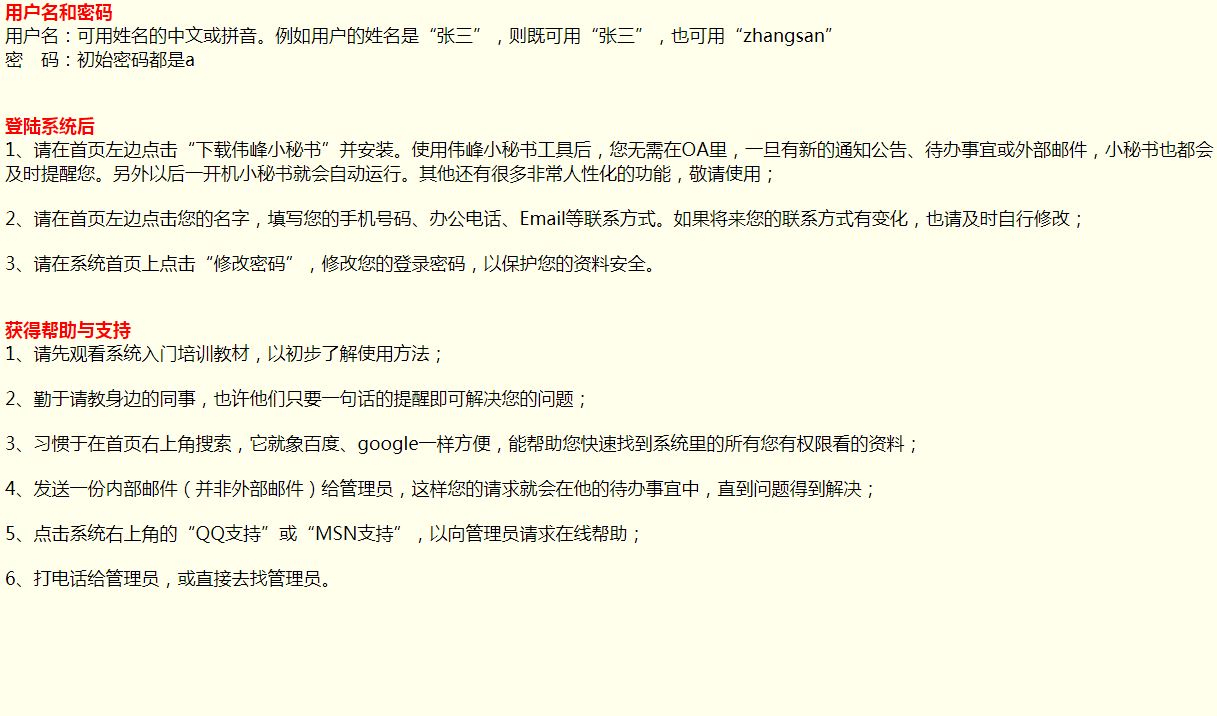 用户名和密码
用户名：可用姓名的中文或拼音。例如用户的姓名是“张三”，则既可用“张三”，也可用“zhangsan”
密　码：初始密码都是a
登陆系统后
1、请在首页左边点击“下载伟峰小秘书”并安装。使用伟峰小秘书工具后，您无需在OA里，一旦有新的通知公告、待办事宜或外部邮件，小秘书也都会
及时提醒您。另外以后一开机小秘书就会自动运行。其他还有很多非常人性化的功能，敬请使用；
2、请在首页左边点击您的名字，填写您的手机号码、办公电话、Email等联系方式。如果将来您的联系方式有变化，也请及时自行修改；
3、请在系统首页上点击“修改密码”，修改您的登录密码，以保护您的资料安全。
获得帮助与支持
1、请先观看系统入门培训教材，以初步了解使用方法；
2、勤于请教身边的同事，也许他们只要一句话的提醒即可解决您的问题；
3、习惯于在首页右上角搜索，它就象百度、google一样方便，能帮助您快速找到系统里的所有您有权限看的资料；
4、发送一份内部邮件（并非外部邮件）给管理员，这样您的请求就会在他的待办事宜中，直到问题得到解决；
5、点击系统右上角的“QQ支持”或“MSN支持”，以向管理员请求在线帮助；
6、打电话给管理员，或直接去找管理员。